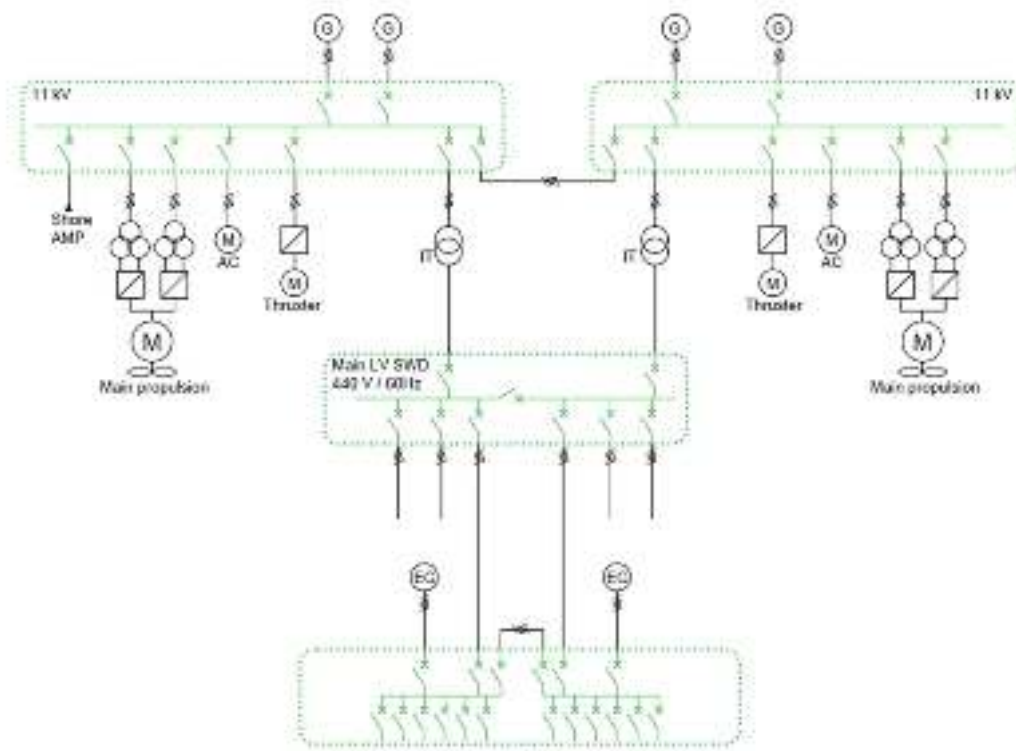 G
G
G
G
11 kV
11 kV
Shore
AMP
M
AC
M
Thruster
M
Main propulsion
IT
IT
M
Thruster
M
AC
M
Main propulsion
Main LV SWD
440 V / 60Hz
EG
EG